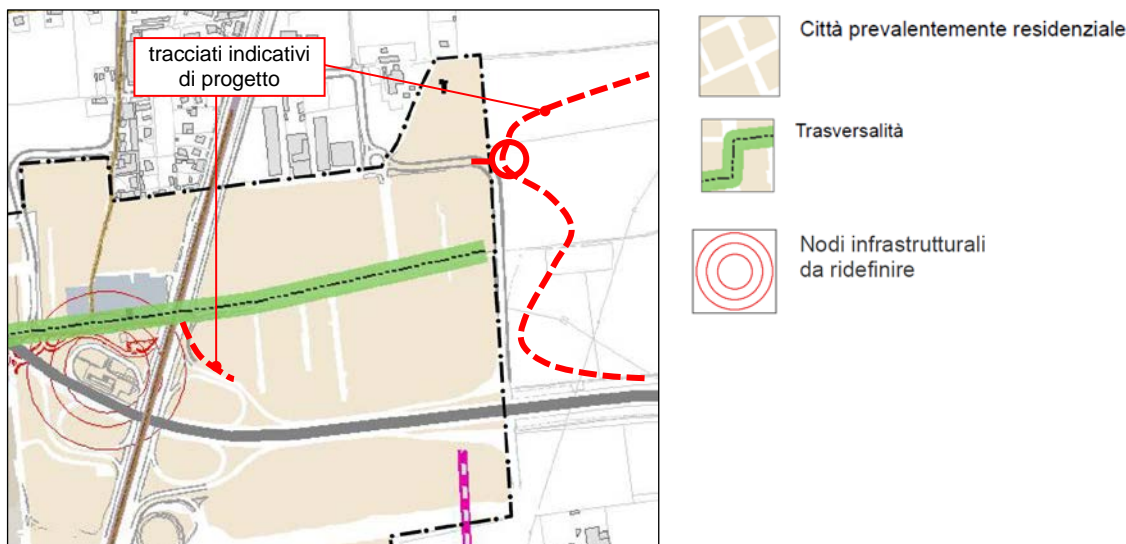 tracciati indicativi
di progetto
Città prevalentemente residenziale
Trasversalità
Nodi infrastrutturali
da ridefinire